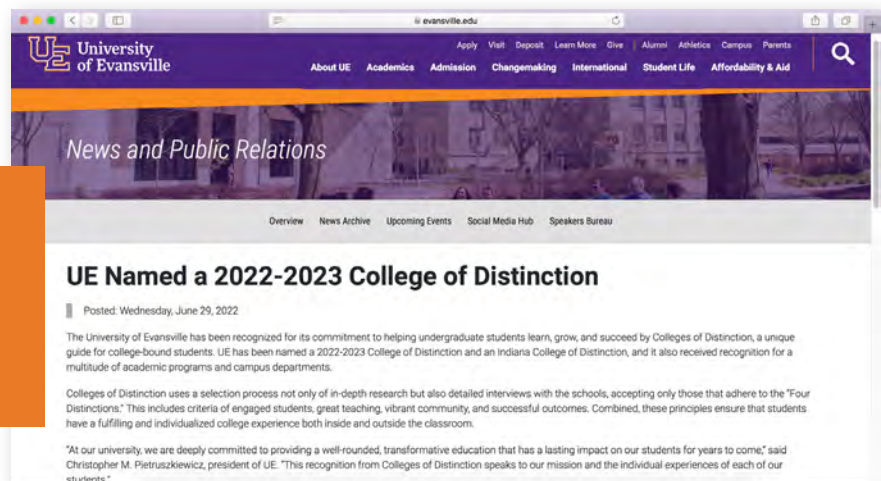 evansville.edu
University
of Evansville
Apply Visit Deposit Learn More Give | Alumni Athletics Campus Parents
About UE Academics Admission Changemaking International Student Life Affordability & Aid
News and Public Relations
Overview News Archive Upcoming Events Social Media Hub Speakers Bureau
UE Named a 2022-2023 College of Distinction
Posted: Wednesday, June 29, 2022
The University of Evansville has been recognized for its commitment to helping undergraduate students learn, grow, and succeed by Colleges of Distinction, a unique
guide for college-bound students. UE has been named a 2022-2023 College of Distinction and an Indiana College of Distinction, and it also received recognition for a
multitude of academic programs and campus departments.
Colleges of Distinction uses a selection process not only of in-depth research but also detailed interviews with the schools, accepting only those that adhere to the "Four
Distinctions." This includes criteria of engaged students, great teaching, vibrant community, and successful outcomes. Combined, these principles ensure that students
have a fulfilling and individualized college experience both inside and outside the classroom.
"At our university, we are deeply committed to providing a well-rounded, transformative education that has a lasting impact on our students for years to come," said
Christopher M. Pietruszkiewicz, president of UE. "This recognition from Colleges of Distinction speaks to our mission and the individual experiences of each of our
students."